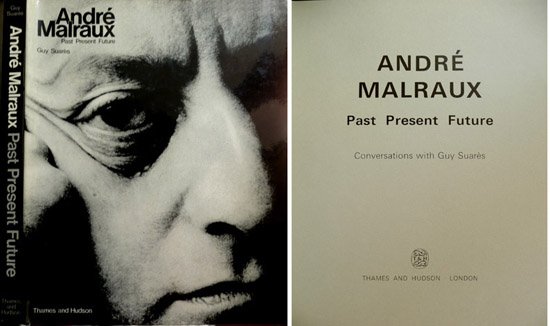 Guy
Suarès
André Malraux Past Present Future
Thames
and
Hudson
André
Malraux
Past Present Future
Guy Suarès
Thames and Hudson
ANDRÉ
MALRAUX
Past Present Future
Conversations with Guy Suarès
T&H
THAMES AND HUDSON · LONDON